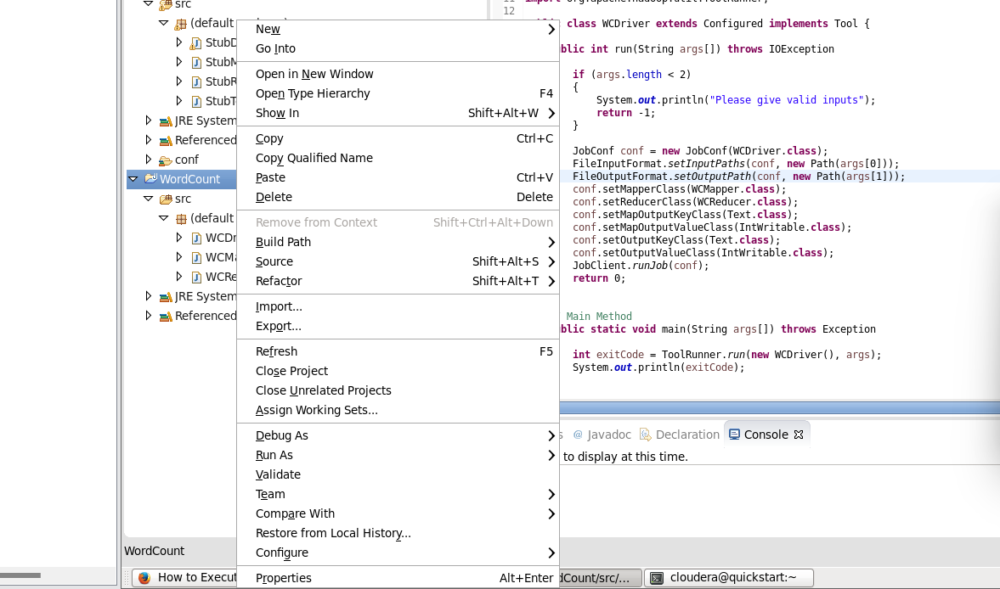 src
11
12
(default
New
class WCDriver extends Configured implements Tool {
StubD
Go Into
StubM
blic int run(String args[]) throws IOException
Open in New Window
if (args.length < 2)
StubR
Open Type Hierarchy F4
{
StubT
Show In Shift+Alt+W
System.out.println("Please give valid inputs");
return -1;
JRE System
}
Referenced
Copy Ctrl+C
conf
Copy Qualified Name
JobConf conf = new JobConf(WCDriver.class);
FileInputFormat.setInputPaths(conf, new Path(args[0]));
WordCount
Paste Ctrl+V
FileOutputFormat.setOutputPath(conf, new Path(args[1]));
conf.setMapperClass(WCMapper.class);
src
Delete Delete
conf.setReducerClass(WCReducer.class);
conf.setMapOutputKeyClass(Text.class);
(default
Remove from Context Shift+Ctrl+Alt+Down
conf.setMapOutputValueClass(IntWritable.class);
WCDr
Build Path
conf.setOutputKeyClass(Text.class);
conf.setOutputValueClass(IntWritable.class);
WCMa
Source Shift+Alt+S
JobClient.runJob(conf);
WCRe
Refactor Shift+Alt+T
return 0;
JRE System
Import...
Referenced
Export...
Main Method
blic static void main(String args[]) throws Exception
Refresh F5
int exitCode = ToolRunner.run(new WCDriver(), args);
Close Project
System.out.println(exitCode);
Close Unrelated Projects
Assign Working Sets...
Debug As
s @ Javadoc Declaration Console
Run As
to display at this time.
Validate
Team
Compare With
Restore from Local History...
Configure
WordCount
Properties Alt+Enter
How to Execut
dCount/src/...
cloudera@quickstart:~